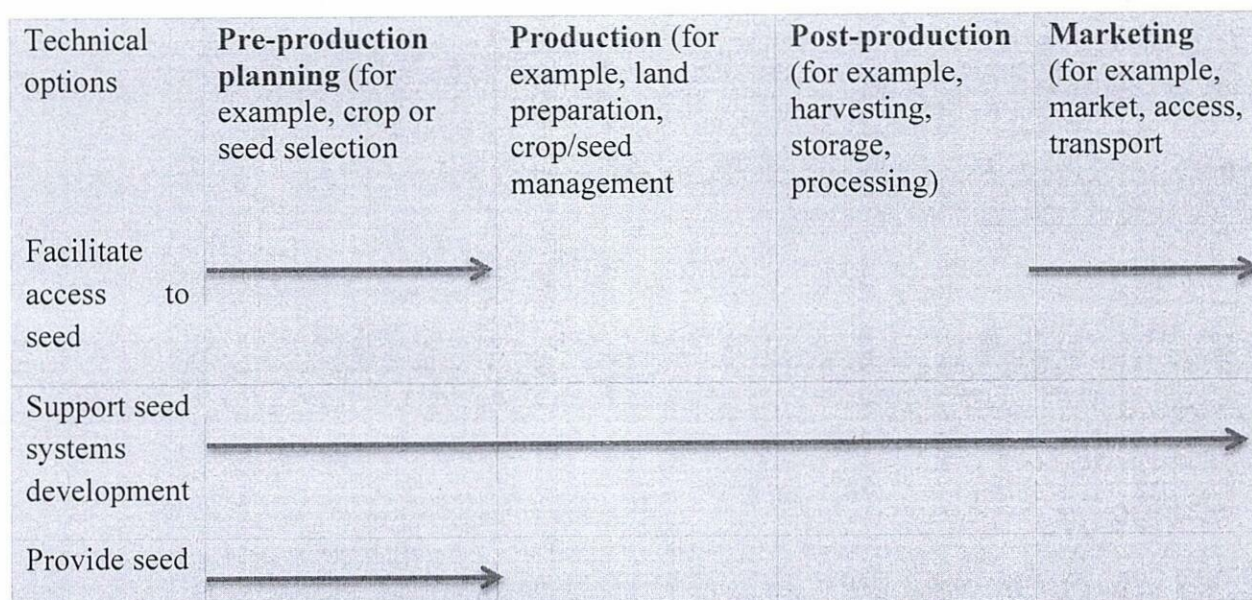 Technical
options
Pre-production
planning (for
example, crop or
seed selection
Production (for
example, land
preparation,
crop/seed
management
Post-production
(for example,
harvesting,
storage,
processing)
Marketing
(for example,
market, access,
transport
Facilitate
access to
seed
Support seed
systems
development
Provide seed